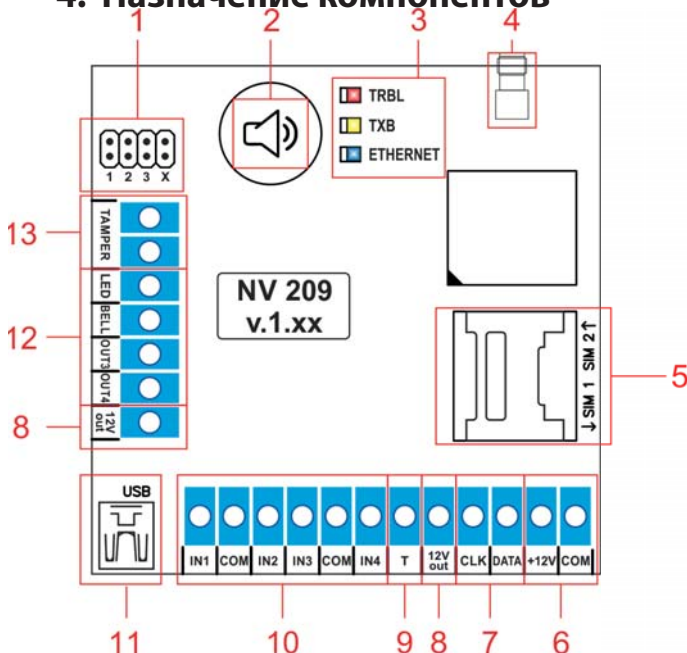 4. Назначение компонентов
1 2 3 4
TRBL
TXB
ETHERNET
1 2 3 X
13
TAMPER
LED
BELL
OUT3
OUT4
12V
out
12
8
NV 209
v.1.xx
↓SIM 1 SIM 2↑
5
USB
IN1 COM IN2 IN3 COM IN4 T 12V out CLK DATA +12V COM
11 10 9 8 7 6